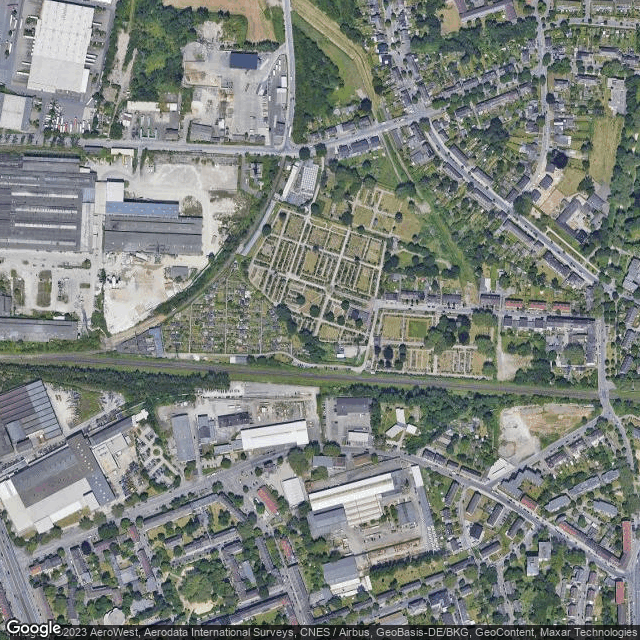 Google ©2023 AeroWest, Aerodata International Surveys, CNES / Airbus, GeoBasis-DE/BKG, GeoContent, Maxar Technologies